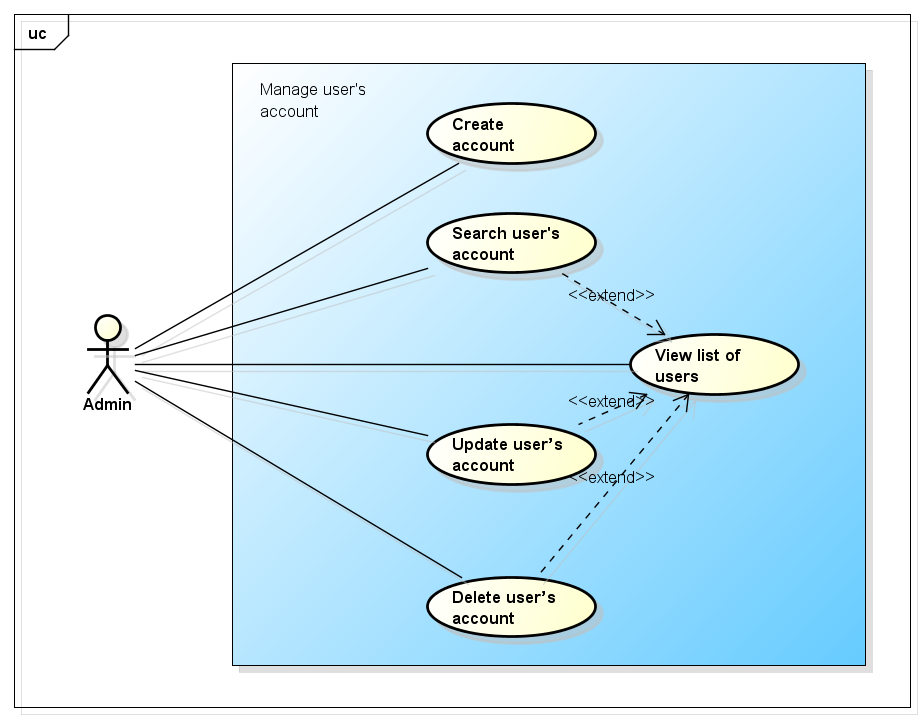 uc
Manage user's
account
Create
account
Search user's
account
<<extend>>
View list of
users
<<extend>>
Admin
Update user’s
account
<<extend>>
Delete user’s
account